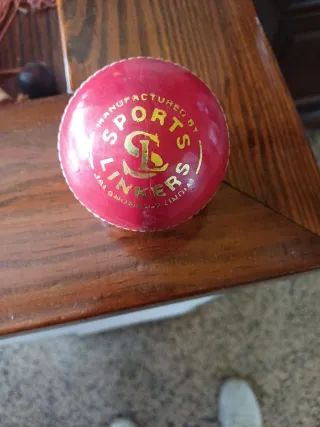 MANUFACTURED BY
SPORTS
SL
LINKERS